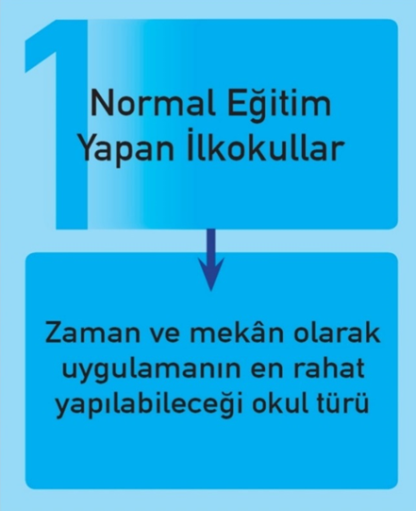 1
Normal Eğitim
Yapan İlkokullar
Zaman ve mekân olarak
uygulamanın en rahat
yapılabileceği okul türü